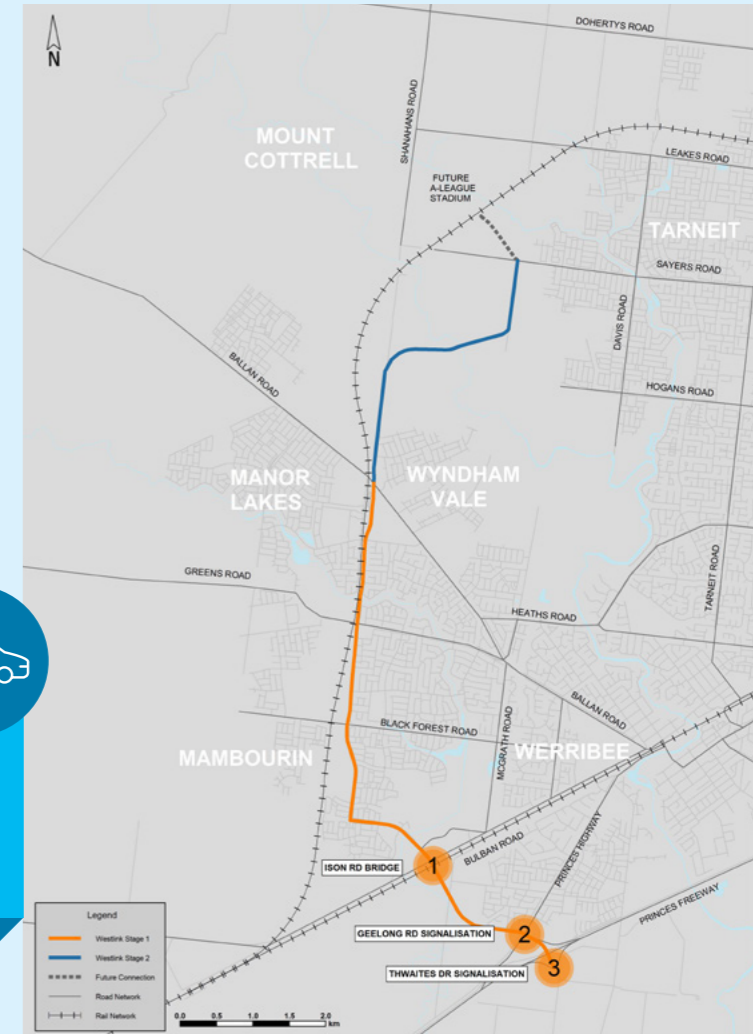 N
DOHERTYS ROAD
MOUNT
COTTRELL
SHANAHANS ROAD
LEAKES ROAD
FUTURE
A-LEAGUE
STADIUM
TARNEIT
SAYERS ROAD
DAVIS ROAD
BALLAN ROAD
HOGANS ROAD
MANOR
LAKES
WYNDHAM
VALE
GREENS ROAD
TARNEIT ROAD
HEATHS ROAD
BALLAN ROAD
BLACK FOREST ROAD
MCGRATH ROAD
MAMBOURIN
WERRIBEE
PRINCES HIGHWAY
BULBAN ROAD
ISON RD BRIDGE
1
PRINCES FREEWAY
GEELONG RD SIGNALISATION
2
THWAITES DR SIGNALISATION
3
Legend
Westlink Stage 1
Westlink Stage 2
Future Connection
Road Network
Rail Network
0.0 0.5 1.0 1.5 2.0
km